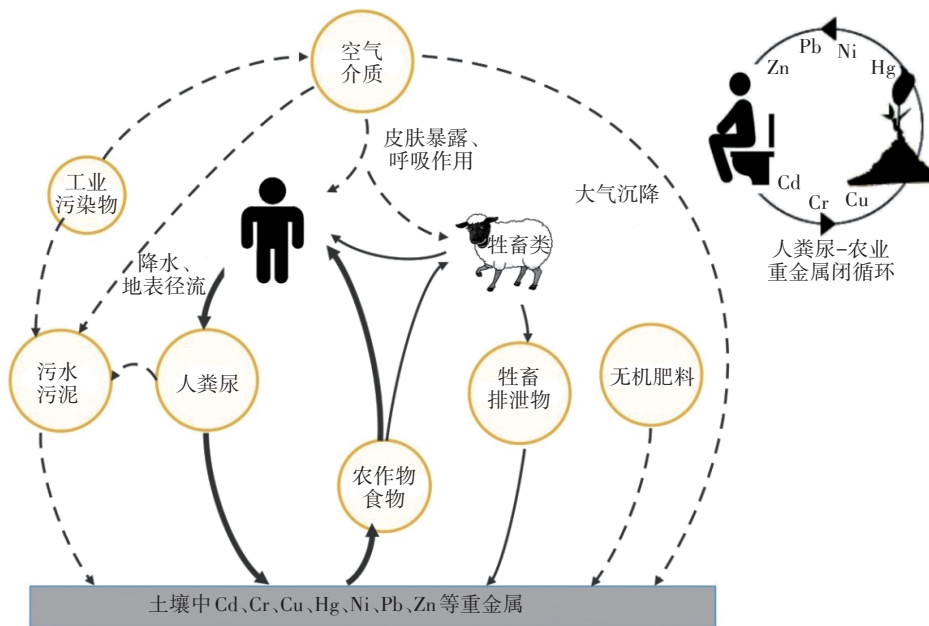 空气
介质
Pb
Ni
Zn
Hg
皮肤暴露、
呼吸作用
工业
污染物
大气沉降
Cd
Cr
Cu
牲畜类
人粪尿-农业
重金属闭循环
降水、
地表径流
污水
污泥
人粪尿
牲畜
排泄物
无机肥料
农作物
食物
土壤中Cd、Cr、Cu、Hg、Ni、Pb、Zn等重金属